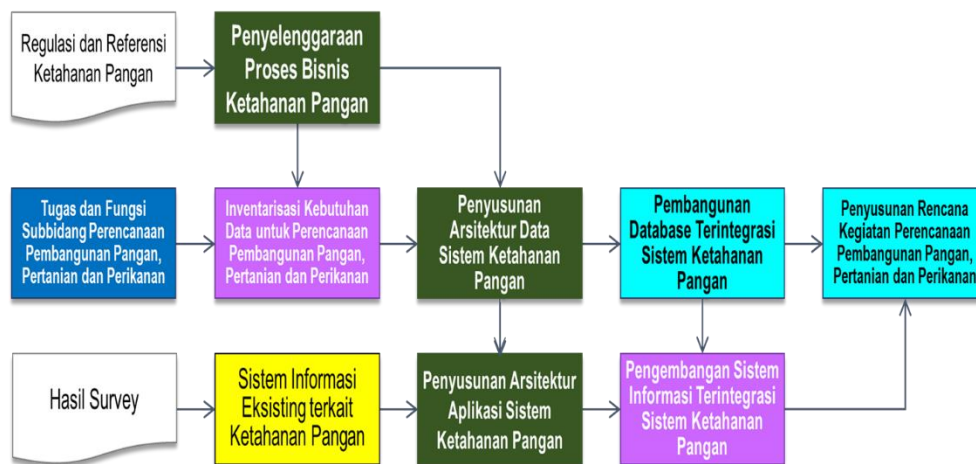 Regulasi dan Referensi
Ketahanan Pangan
Penyelenggaraan
Proses Bisnis
Ketahanan Pangan
Tugas dan Fungsi
Subbidang Perencanaan
Pembangunan Pangan,
Pertanian dan Perikanan
Inventarisasi Kebutuhan
Data untuk Perencanaan
Pembangunan Pangan,
Pertanian dan Perikanan
Penyusunan
Arsitektur Data
Sistem Ketahanan
Pangan
Pembangunan
Database Terintegrasi
Sistem Ketahanan
Pangan
Penyusunan Rencana
Kegiatan Perencanaan
Pembangunan Pangan,
Pertanian dan Perikanan
Hasil Survey
Sistem Informasi
Eksisting terkait
Ketahanan Pangan
Penyusunan Arsitektur
Aplikasi Sistem
Ketahanan Pangan
Pengembangan Sistem
Informasi Terintegrasi
Sistem Ketahanan
Pangan